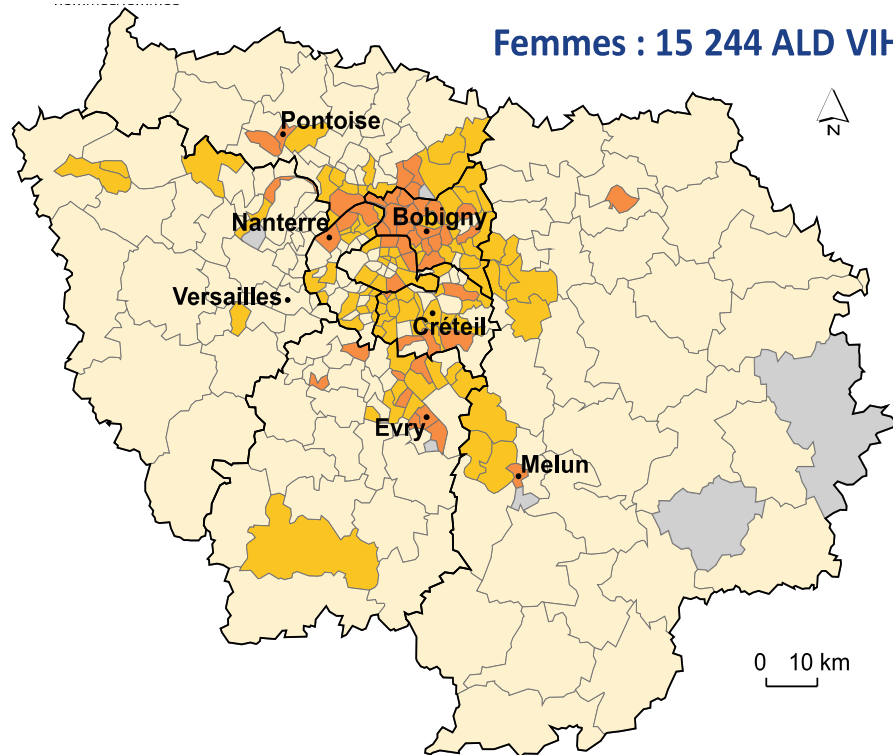 Femmes : 15 244 ALD VIH
N
Pontoise
Nanterre
Bobigny
Versailles
Créteil
Evry
Melun
0 10 km